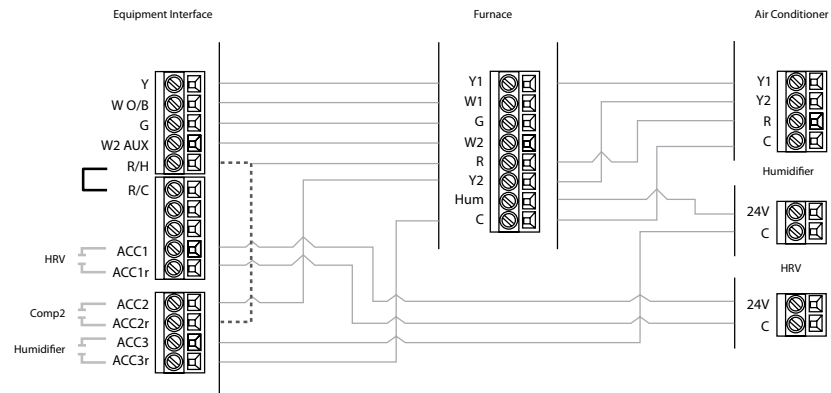 Equipment Interface
Furnace
Air Conditioner
Y
W O/B
G
W2 AUX
R/H
R/C
ACC1
ACC1r
HRV
ACC2
ACC2r
Comp2
ACC3
ACC3r
Humidifier
Y1
W1
G
W2
R
Y2
Hum
C
Y1
Y2
R
C
Humidifier
24V
C
HRV
24V
C